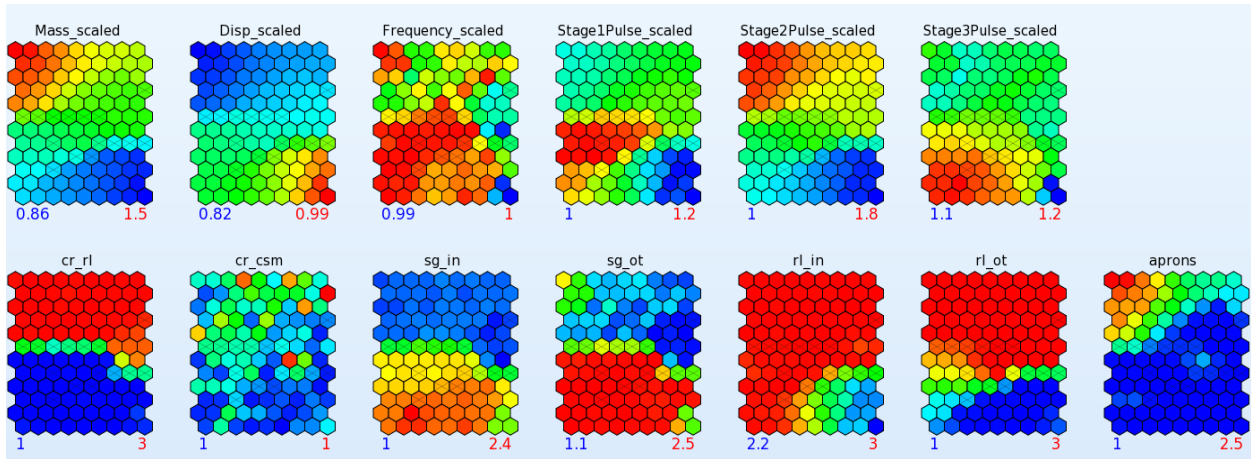 Mass_scaled Disp_scaled Frequency_scaled Stage1Pulse_scaled Stage2Pulse_scaled Stage3Pulse_scaled
0.86 1.5 0.82 0.99 0.99 1 1 1.2 1 1.8 1.1 1.2
cr_rl cr_csm sg_in sg_ot rl_in rl_ot aprons
1 3 1 1 1 2.4 1.1 2.5 2.2 3 1 3 1 2.5